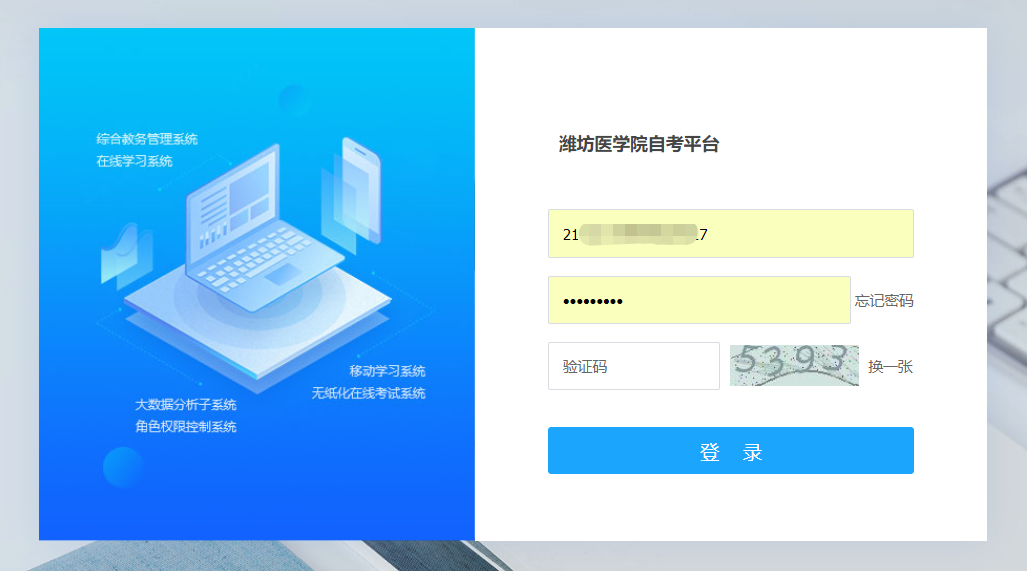 综合教务管理系统
在线学习系统
移动学习系统
无纸化在线考试系统
大数据分析子系统
角色权限控制系统
潍坊医学院自考平台
21 17
•••••••••
忘记密码
验证码
5393
换一张
登 录